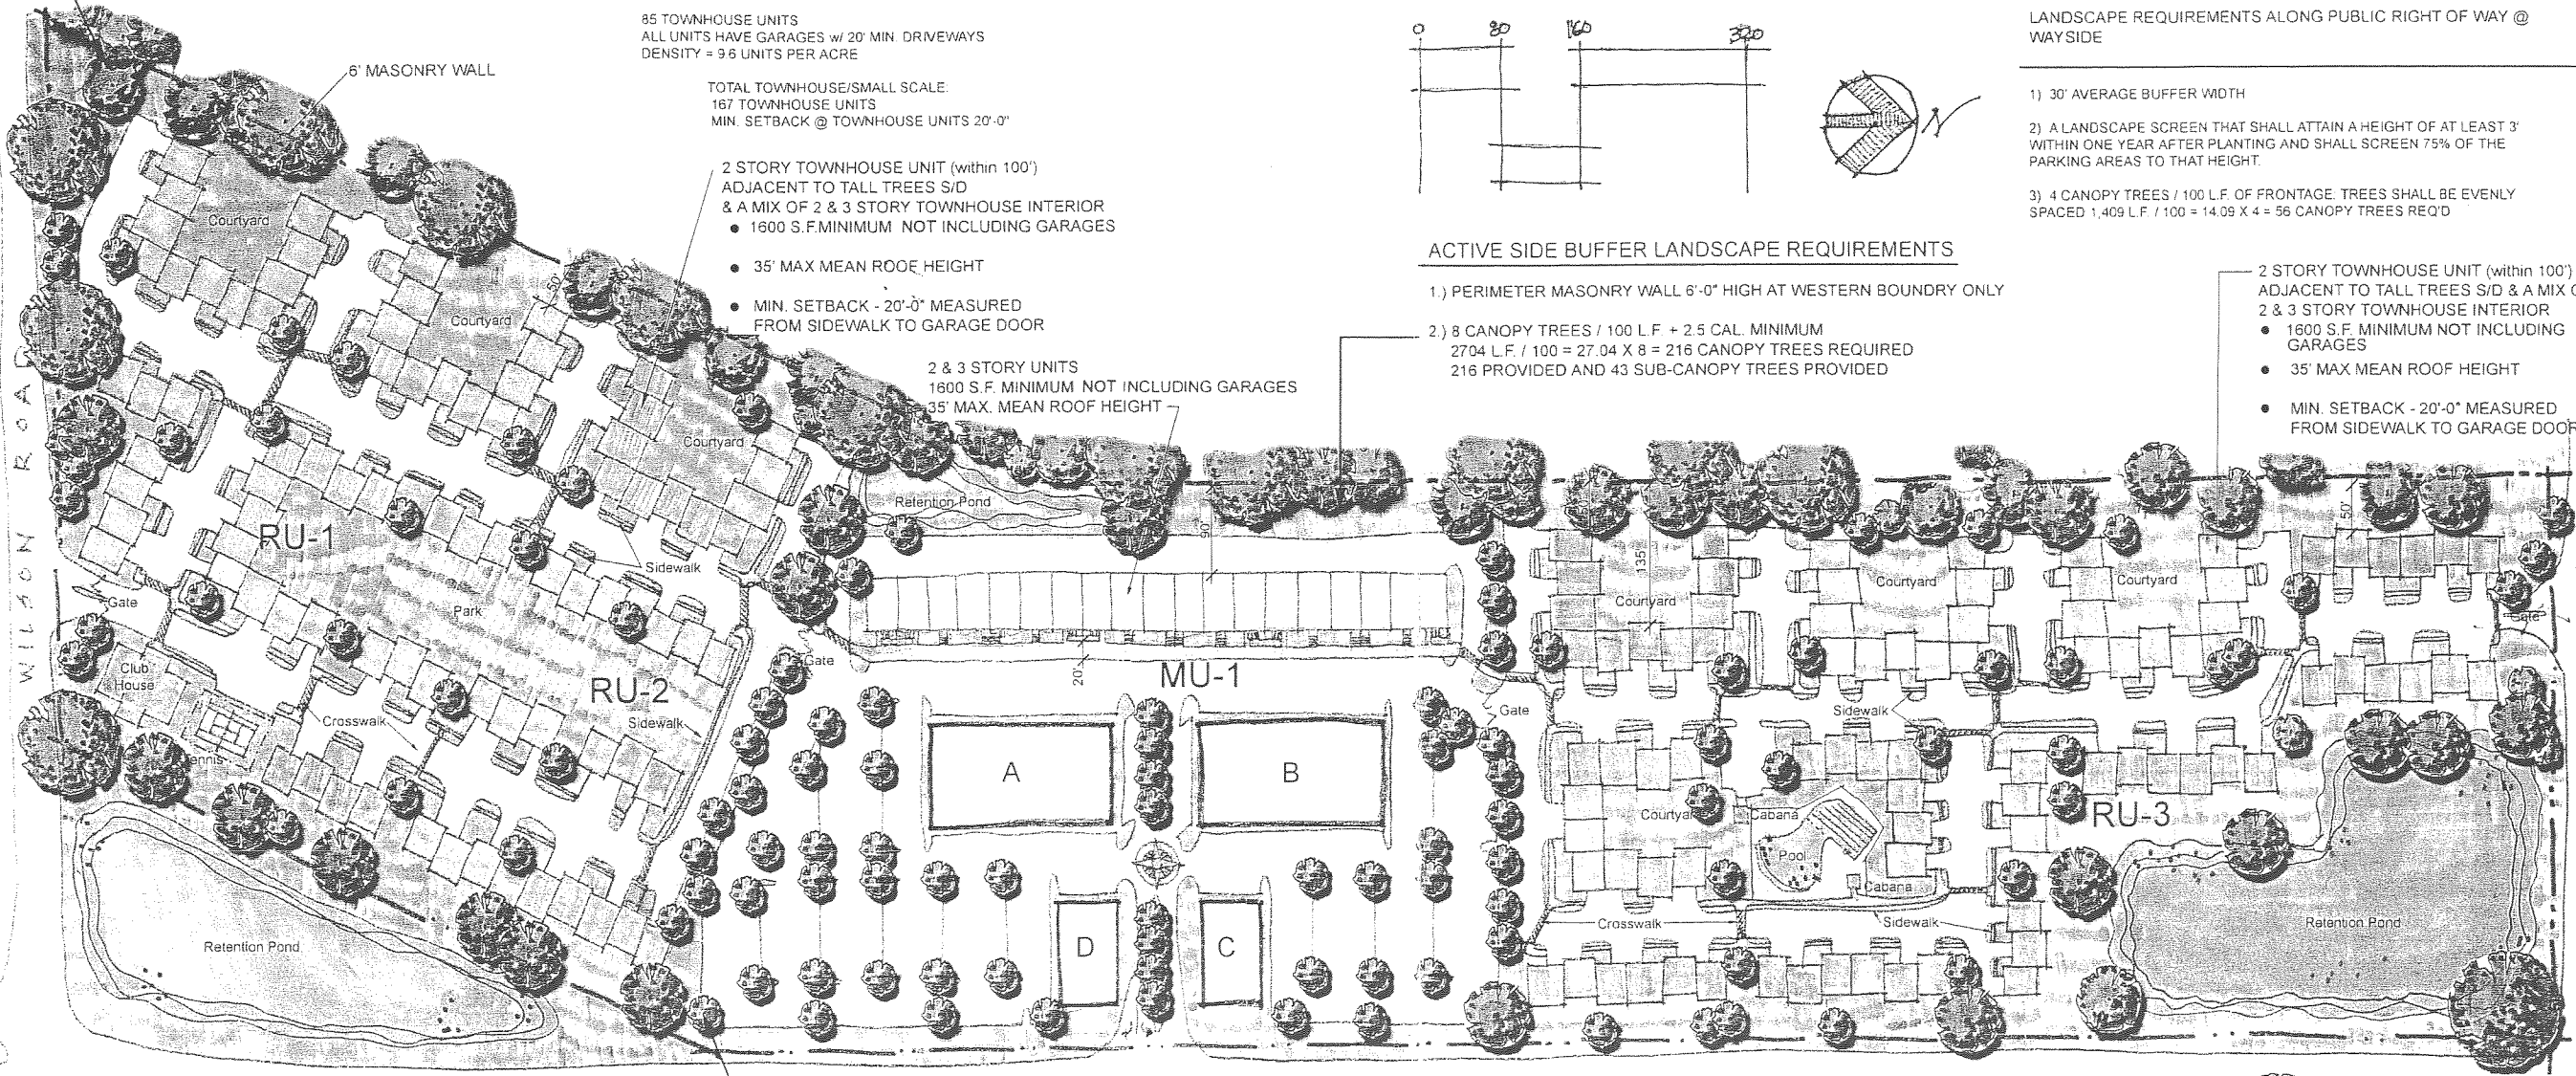 85 TOWNHOUSE UNITS
ALL UNITS HAVE GARAGES w/ 20' MIN. DRIVEWAYS
DENSITY = 9.6 UNITS PER ACRE
TOTAL TOWNHOUSE/SMALL SCALE:
167 TOWNHOUSE UNITS
MIN. SETBACK @ TOWNHOUSE UNITS 20'-0"
6' MASONRY WALL
2 STORY TOWNHOUSE UNIT (within 100')
ADJACENT TO TALL TREES S/D
& A MIX OF 2 & 3 STORY TOWNHOUSE INTERIOR
● 1600 S.F.MINIMUM NOT INCLUDING GARAGES
● 35' MAX MEAN ROOF HEIGHT
● MIN. SETBACK - 20'-0" MEASURED
FROM SIDEWALK TO GARAGE DOOR
2 & 3 STORY UNITS
1600 S.F. MINIMUM NOT INCLUDING GARAGES
35' MAX. MEAN ROOF HEIGHT
0 80 160 320
N
LANDSCAPE REQUIREMENTS ALONG PUBLIC RIGHT OF WAY @
WAYSIDE
1) 30' AVERAGE BUFFER WIDTH
2) A LANDSCAPE SCREEN THAT SHALL ATTAIN A HEIGHT OF AT LEAST 3'
WITHIN ONE YEAR AFTER PLANTING AND SHALL SCREEN 75% OF THE
PARKING AREAS TO THAT HEIGHT.
3) 4 CANOPY TREES / 100 L.F. OF FRONTAGE. TREES SHALL BE EVENLY
SPACED 1,409 L.F. / 100 = 14.09 X 4 = 56 CANOPY TREES REQ'D
ACTIVE SIDE BUFFER LANDSCAPE REQUIREMENTS
1.) PERIMETER MASONRY WALL 6'-0" HIGH AT WESTERN BOUNDRY ONLY
2.) 8 CANOPY TREES / 100 L.F. + 2.5 CAL. MINIMUM
2704 L.F. / 100 = 27.04 X 8 = 216 CANOPY TREES REQUIRED
216 PROVIDED AND 43 SUB-CANOPY TREES PROVIDED
2 STORY TOWNHOUSE UNIT (within 100')
ADJACENT TO TALL TREES S/D & A MIX
2 & 3 STORY TOWNHOUSE INTERIOR
● 1600 S.F. MINIMUM NOT INCLUDING
GARAGES
● 35' MAX MEAN ROOF HEIGHT
● MIN. SETBACK - 20'-0" MEASURED
FROM SIDEWALK TO GARAGE DOOR
WILSON ROAD
Courtyard
Courtyard
50'
Courtyard
Retention Pond
90'
RU-1
Sidewalk
Gate
Park
Club
House
RU-2
Crosswalk
Sidewalk
Tennis
Retention Pond
Gate
20'
MU-1
Gate
A
B
D
C
135'
Courtyard
Courtyard
Courtyard
50'
Gate
Sidewalk
Courtyard
Cabana
Pool
Cabana
RU-3
Crosswalk
Sidewalk
Retention Pond